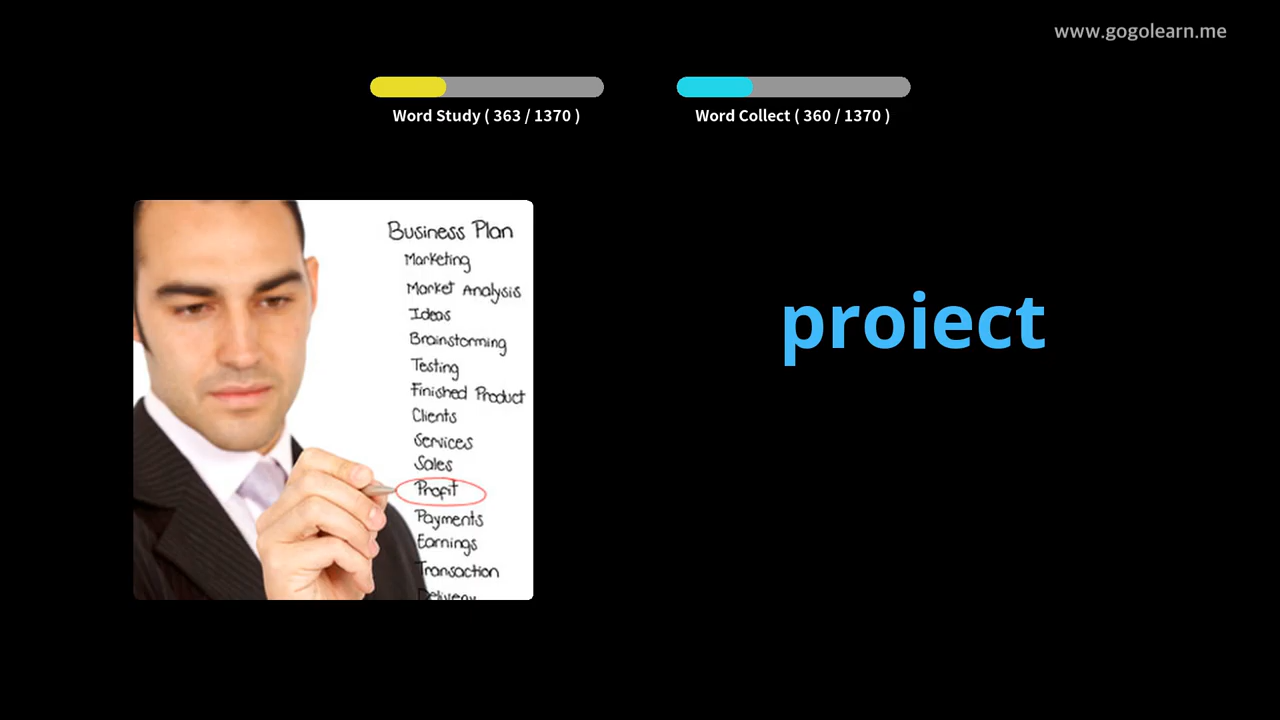 www.gogolearn.me
Word Study ( 363 / 1370 )
Word Collect ( 360 / 1370 )
Business Plan
Marketing
Market Analysis
Ideas
Brainstorming
Testing
Finished Product
Clients
Services
Sales
Profit
Payments
Earnings
Transaction
Delivery
proiect